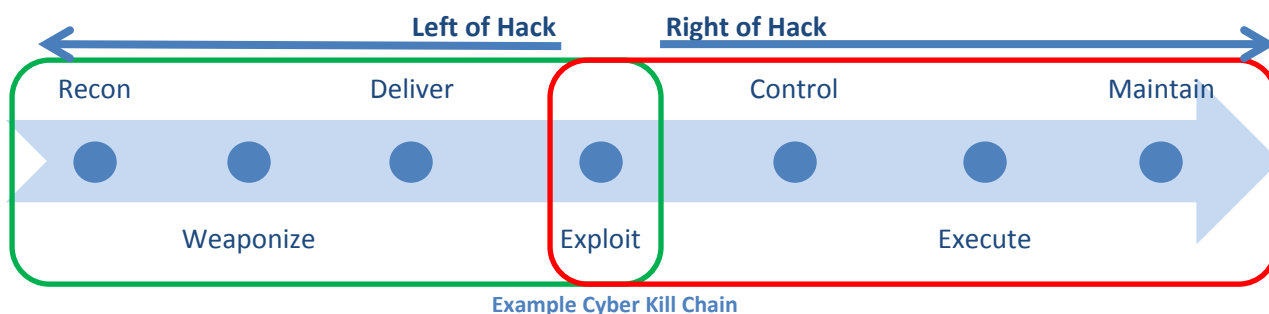 Left of Hack Right of Hack
Recon Deliver Control Maintain
Weaponize Exploit Execute
Example Cyber Kill Chain